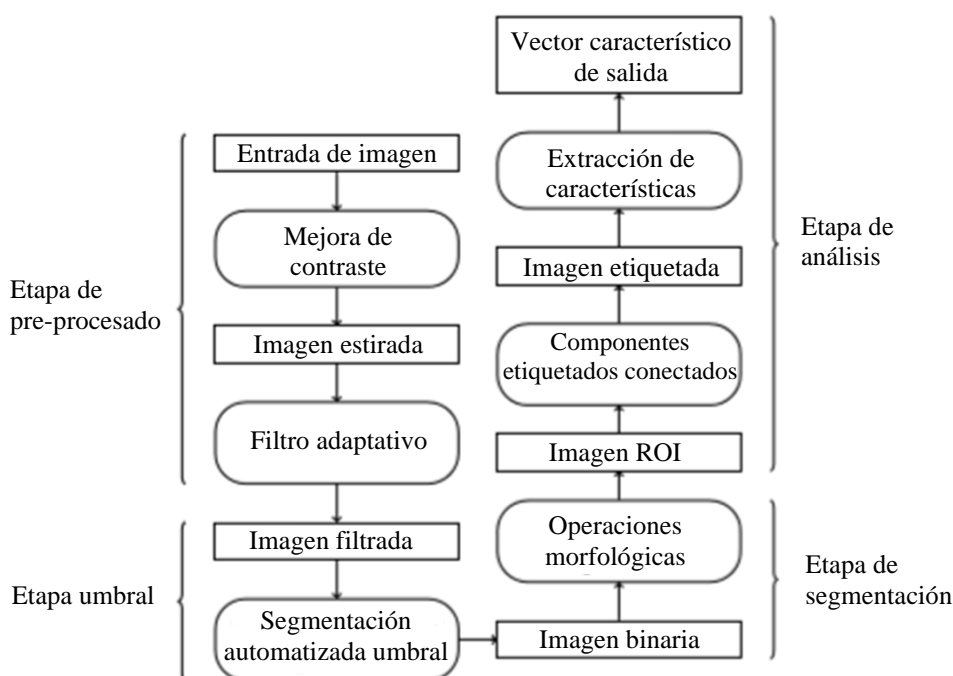 Etapa de
pre-procesado
Entrada de imagen
Mejora de
contraste
Imagen estirada
Filtro adaptativo
Etapa umbral
Imagen filtrada
Segmentación
automatizada umbral
Imagen binaria
Operaciones
morfológicas
Etapa de
segmentación
Imagen ROI
Componentes
etiquetados conectados
Imagen etiquetada
Extracción de
características
Vector característico
de salida
Etapa de
análisis